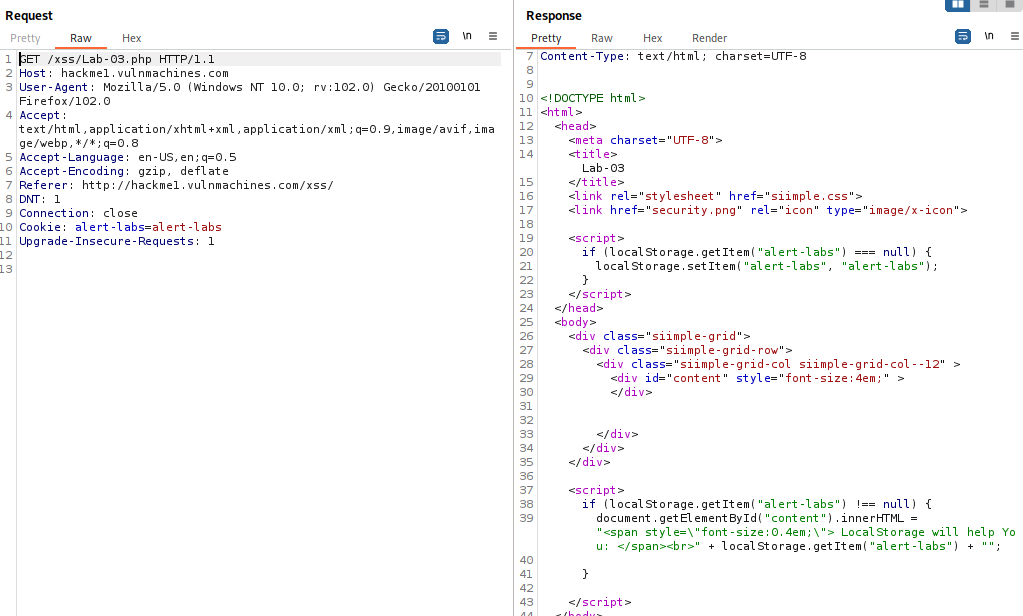 Request
Pretty Raw Hex \n
1 GET /xss/Lab-03.php HTTP/1.1
2 Host: hackme1.vulnmachines.com
3 User-Agent: Mozilla/5.0 (Windows NT 10.0; rv:102.0) Gecko/20100101
Firefox/102.0
4 Accept:
text/html,application/xhtml+xml,application/xml;q=0.9,image/avif,ima
ge/webp,*/*;q=0.8
5 Accept-Language: en-US,en;q=0.5
6 Accept-Encoding: gzip, deflate
7 Referer: http://hackme1.vulnmachines.com/xss/
8 DNT: 1
9 Connection: close
10 Cookie: alert-labs=alert-labs
11 Upgrade-Insecure-Requests: 1
12
13
Response
Pretty Raw Hex Render \n
7 Content-Type: text/html; charset=UTF-8
8
9
10 <!DOCTYPE html>
11 <html>
12 <head>
13 <meta charset="UTF-8">
14 <title>
Lab-03
15 </title>
16 <link rel="stylesheet" href="siimple.css">
17 <link href="security.png" rel="icon" type="image/x-icon">
18
19 <script>
20 if (localStorage.getItem("alert-labs") === null) {
21 localStorage.setItem("alert-labs", "alert-labs");
22 }
23 </script>
24 </head>
25 <body>
26 <div class="siimple-grid">
27 <div class="siimple-grid-row">
28 <div class="siimple-grid-col siimple-grid-col--12" >
29 <div id="content" style="font-size:4em;" >
30 </div>
31
32
33 </div>
34 </div>
35 </div>
36
37 <script>
38 if (localStorage.getItem("alert-labs") !== null) {
39 document.getElementById("content").innerHTML =
"<span style=\"font-size:0.4em;\"> LocalStorage will help Yo
u: </span><br>" + localStorage.getItem("alert-labs") + "";
40
41 }
42
43 </script>
44 </body>